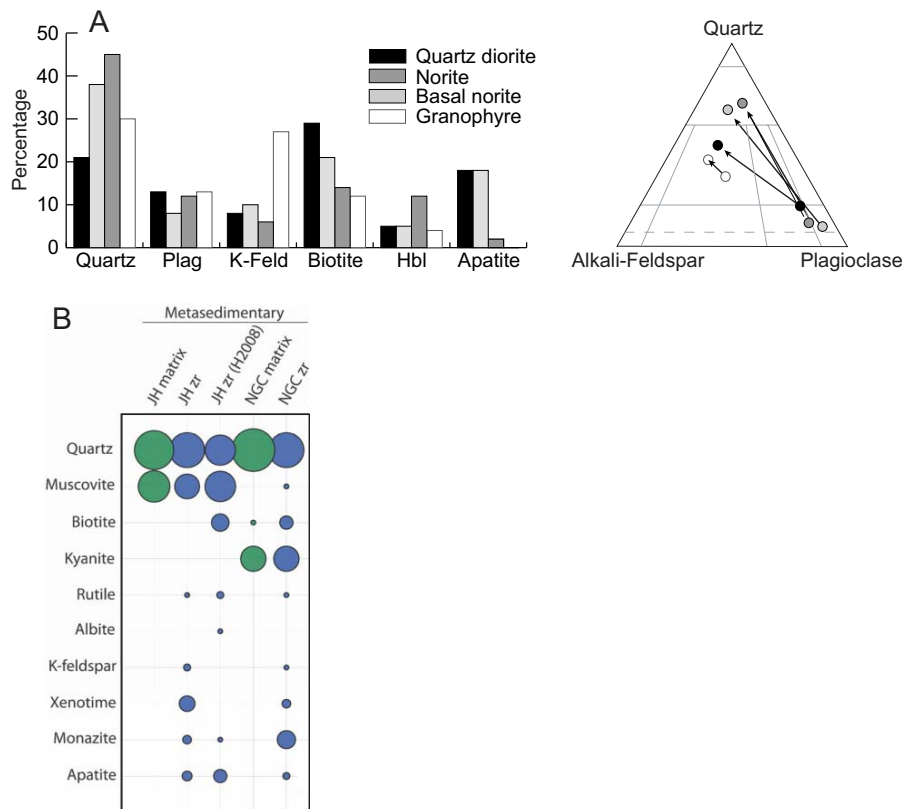 A
50
40
30
20
10
0
Percentage
Quartz diorite
Norite
Basal norite
Granophyre
Quartz Plag K-Feld Biotite Hbl Apatite
Quartz
Alkali-Feldspar Plagioclase
B
Metasedimentary
JH matrix
JH zr
JH zr (H2008)
NGC matrix
NGC zr
Quartz
Muscovite
Biotite
Kyanite
Rutile
Albite
K-feldspar
Xenotime
Monazite
Apatite